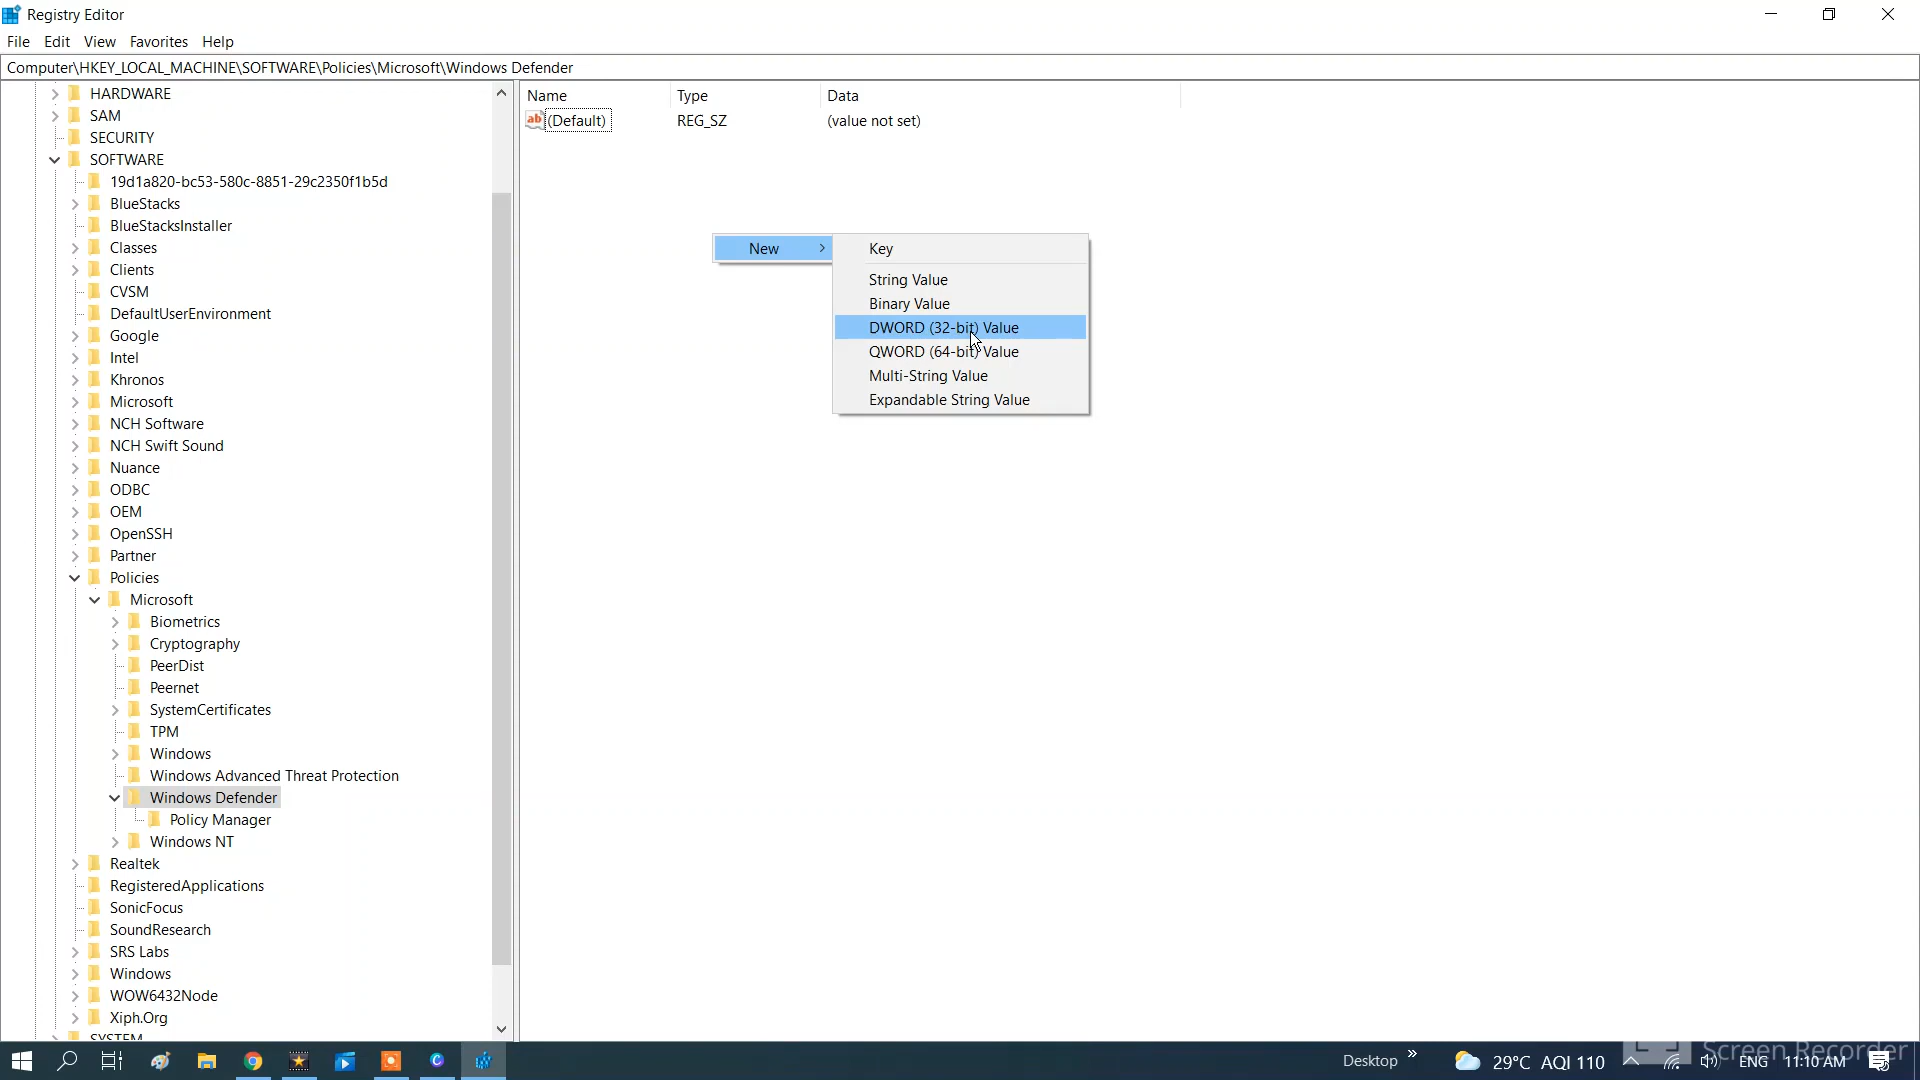 Registry Editor
File Edit View Favorites Help
Computer\HKEY_LOCAL_MACHINE\SOFTWARE\Policies\Microsoft\Windows Defender
HARDWARE
SAM
SECURITY
SOFTWARE
19d1a820-bc53-580c-8851-29c2350f1b5d
BlueStacks
BlueStacksInstaller
Classes
Clients
CVSM
DefaultUserEnvironment
Google
Intel
Khronos
Microsoft
NCH Software
NCH Swift Sound
Nuance
ODBC
OEM
OpenSSH
Partner
Policies
Microsoft
Biometrics
Cryptography
PeerDist
Peernet
SystemCertificates
TPM
Windows
Windows Advanced Threat Protection
Windows Defender
Policy Manager
Windows NT
Realtek
RegisteredApplications
SonicFocus
SoundResearch
SRS Labs
Windows
WOW6432Node
Xiph.Org
SYSTEM
Name Type Data
ab (Default) REG_SZ (value not set)
New
Key
String Value
Binary Value
DWORD (32-bit) Value
QWORD (64-bit) Value
Multi-String Value
Expandable String Value
Desktop 29°C AQI 110 ENG 11:10 AM
Screen Recorder